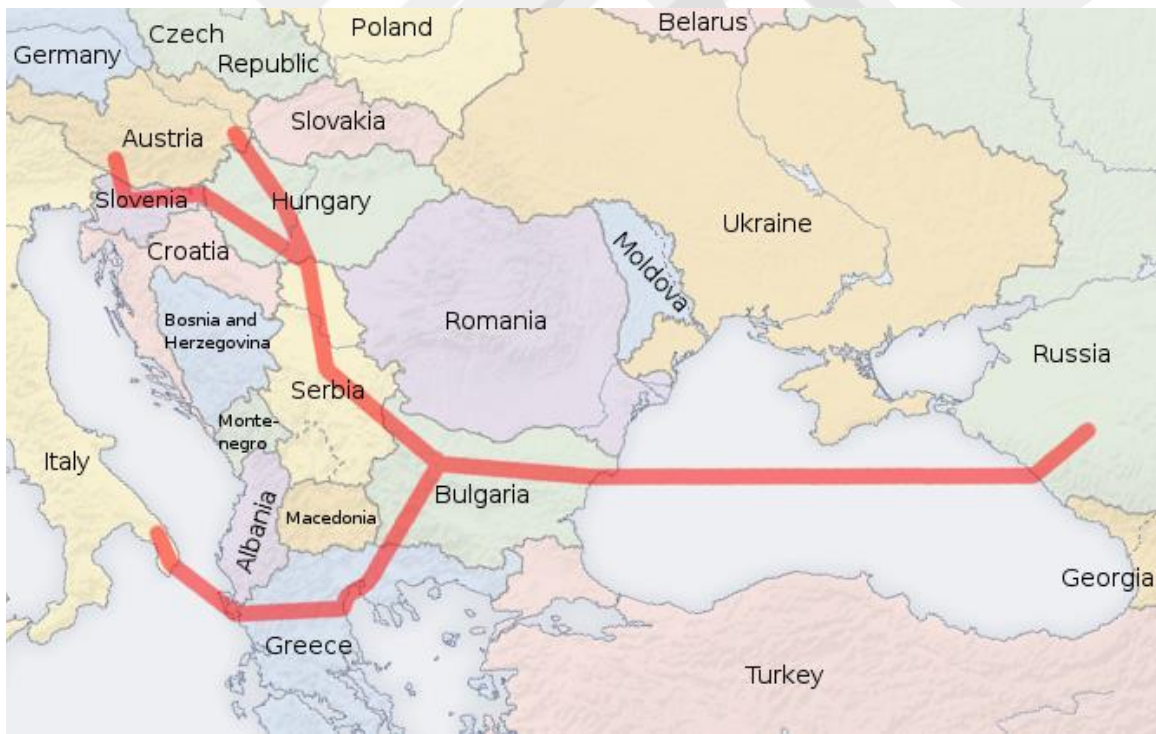 Belarus
Czech
Republic
Poland
Germany
Slovakia
Austria
Slovenia
Hungary
Ukraine
Croatia
Moldova
Bosnia and
Herzegovina
Romania
Russia
Serbia
Monte-
negro
Italy
Bulgaria
Albania
Macedonia
Georgia
Greece
Turkey